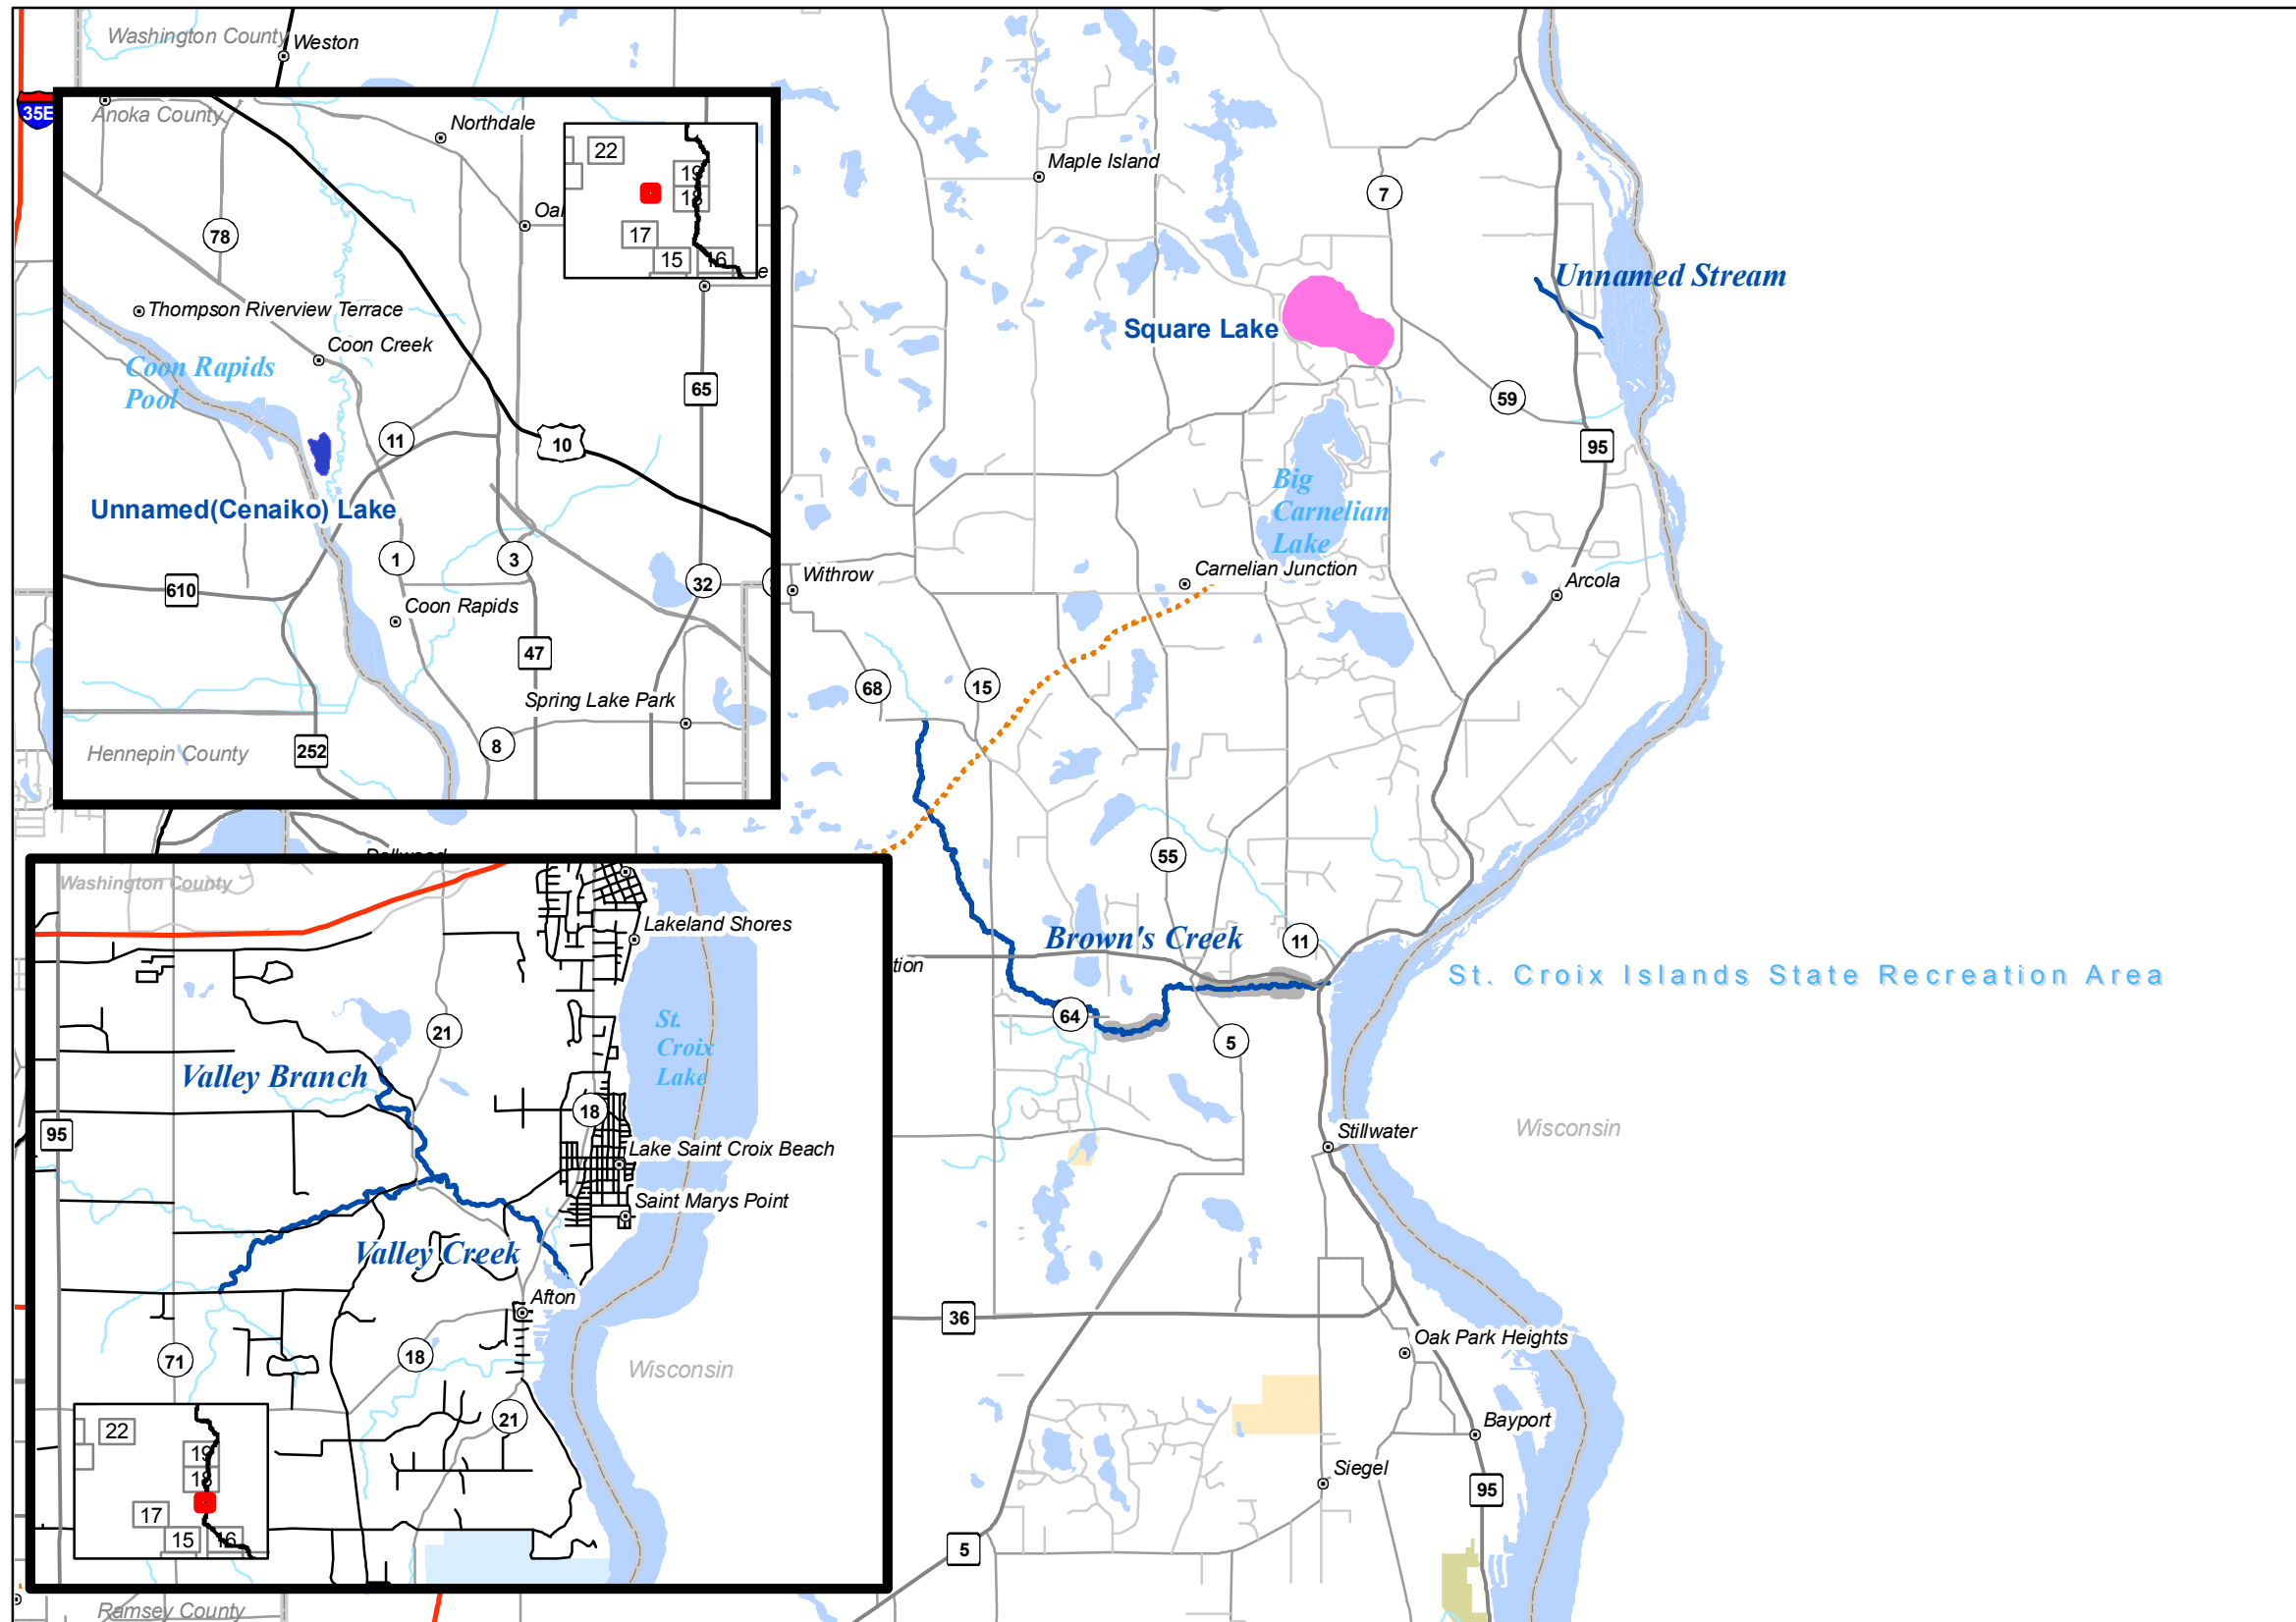 Washington County
Weston
35E
Anoka County
Northdale
22
19
18
17
15
16
78
Thompson Riverview Terrace
Coon Creek
Coon Rapids
Pool
11
10
65
Unnamed(Cenaiko) Lake
1
3
32
610
Coon Rapids
47
Spring Lake Park
8
252
Hennepin County
Maple Island
7
Unnamed Stream
Square Lake
59
95
Big
Carnelian
Lake
Carnelian Junction
Arcola
Withrow
68
15
55
11
Brown's Creek
St. Croix Islands State Recreation Area
64
5
Stillwater
Wisconsin
36
Oak Park Heights
Bayport
Siegel
95
5
Washington County
Lakeland Shores
21
St.
Croix
Lake
Valley Branch
18
95
Lake Saint Croix Beach
Saint Marys Point
Valley Creek
Afton
18
71
Wisconsin
21
22
19
18
17
15
16
Ramsey County